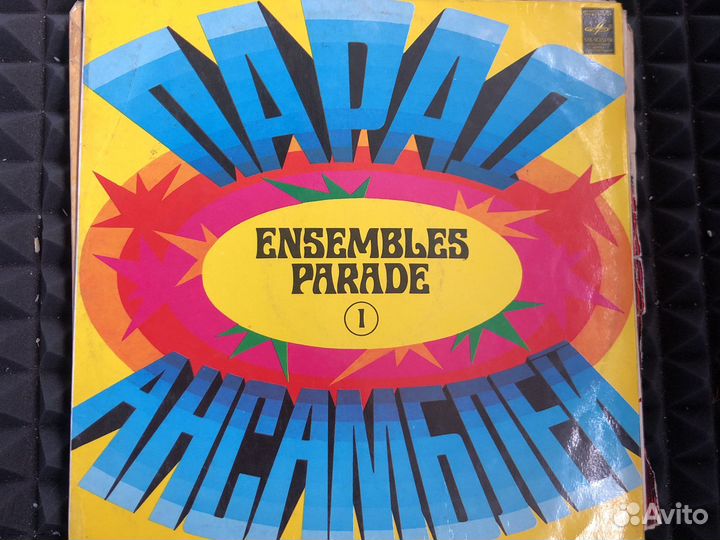 ПАРАД
ENSEMBLES
PARADE
1
АНСАМБЛЕЙ
Avito